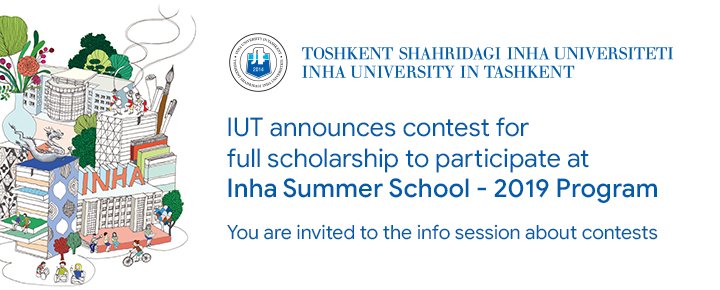 TOSHKENT SHAHRIDAGI INHA UNIVERSITETI
INHA UNIVERSITY IN TASHKENT
2014
IUT announces contest for
full scholarship to participate at
Inha Summer School - 2019 Program
You are invited to the info session about contests
INHA